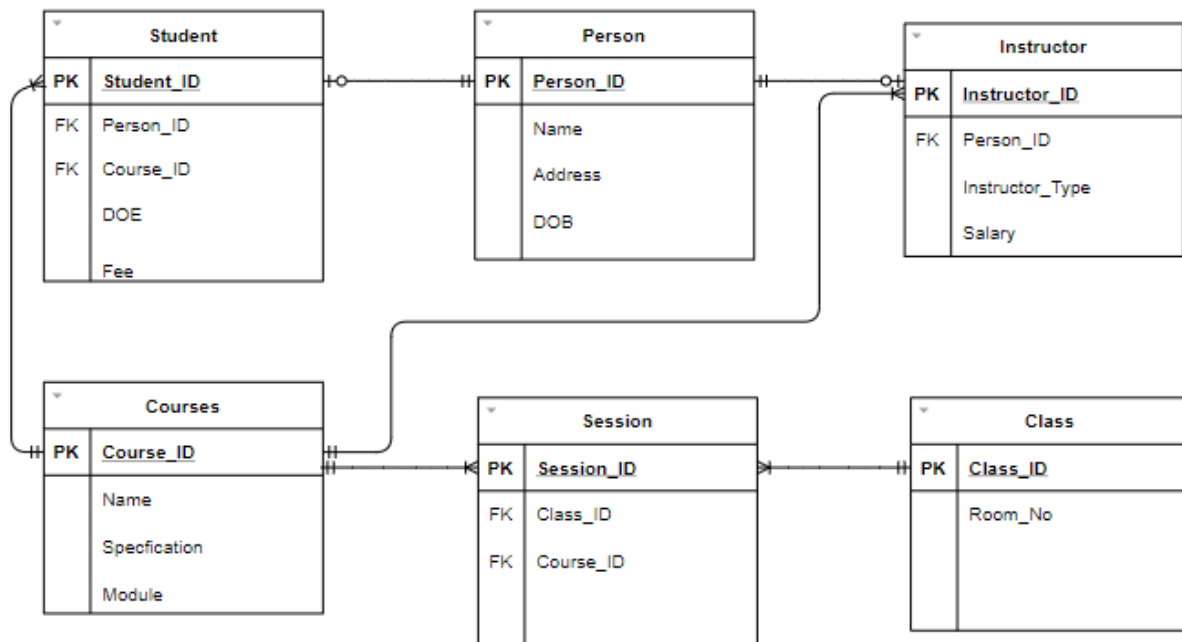 Student
PK Student_ID
FK Person_ID
FK Course_ID
DOE
Fee
Person
PK Person_ID
Name
Address
DOB
Instructor
PK Instructor_ID
FK Person_ID
Instructor_Type
Salary
Courses
PK Course_ID
Name
Specfication
Module
Session
PK Session_ID
FK Class_ID
FK Course_ID
Class
PK Class_ID
Room_No